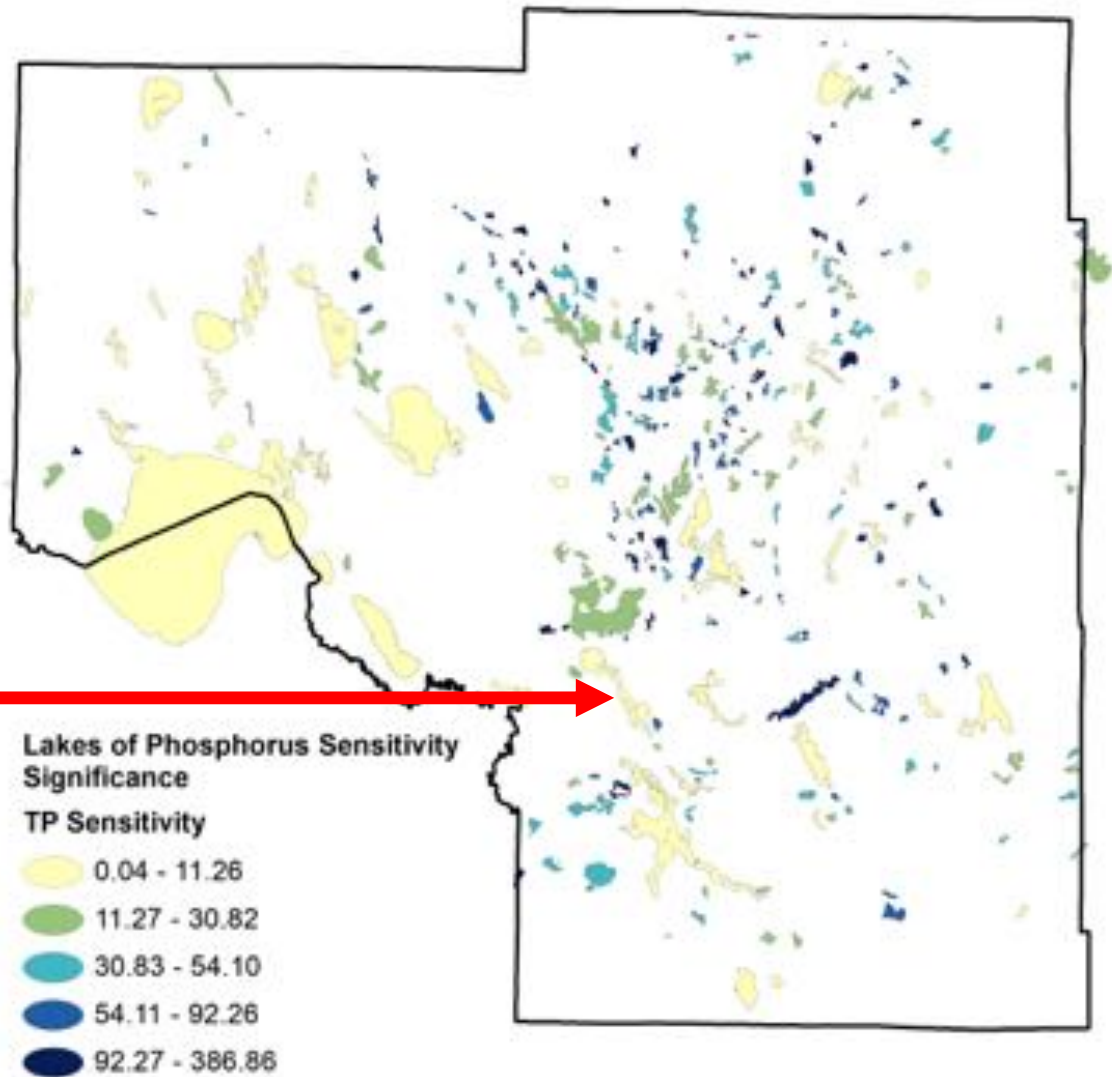 Lakes of Phosphorus Sensitivity
Significance
TP Sensitivity
0.04 - 11.26
11.27 - 30.82
30.83 - 54.10
54.11 - 92.26
92.27 - 386.86